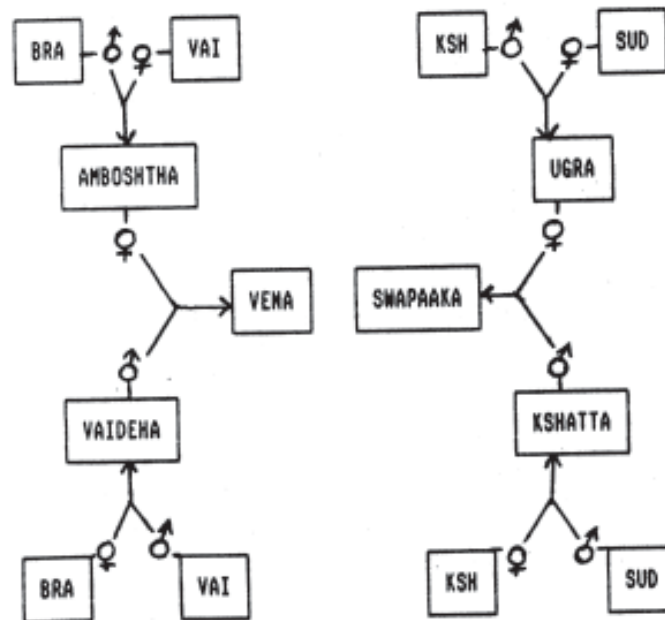 BRA
VAI
AMBOSHTHA
VENA
VAIDEHA
BRA
VAI
KSH
SUD
UGRA
SWAPAAKA
KSHATTA
KSH
SUD